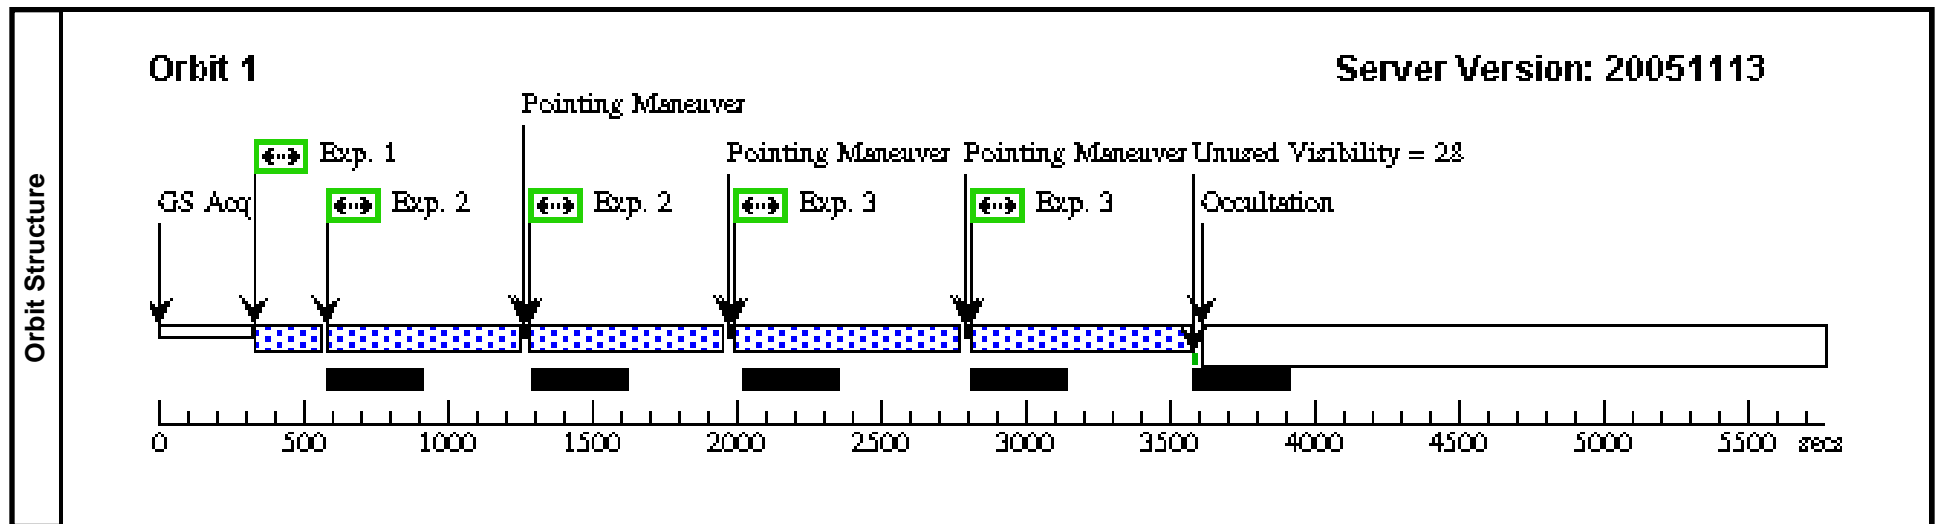 Orbit Structure
Orbit 1
Server Version: 20051113
Pointing Maneuver
Exp. 1
Pointing Maneuver
Pointing Maneuver
Unused Visibility = 28
GS Acq
Exp. 2
Exp. 2
Exp. 3
Exp. 3
Occultation
0 500 1000 1500 2000 2500 3000 3500 4000 4500 5000 5500 secs